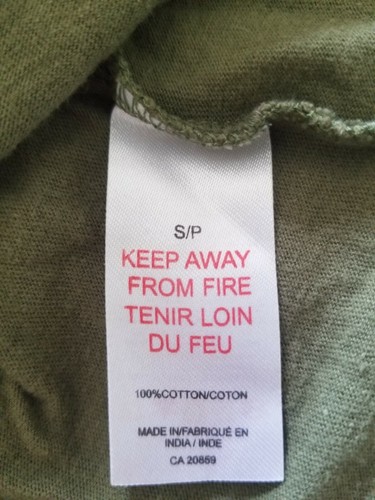 S/P
KEEP AWAY
FROM FIRE
TENIR LOIN
DU FEU
100%COTTON/COTON
MADE IN/FABRIQUÉ EN
INDIA / INDE
CA 20859